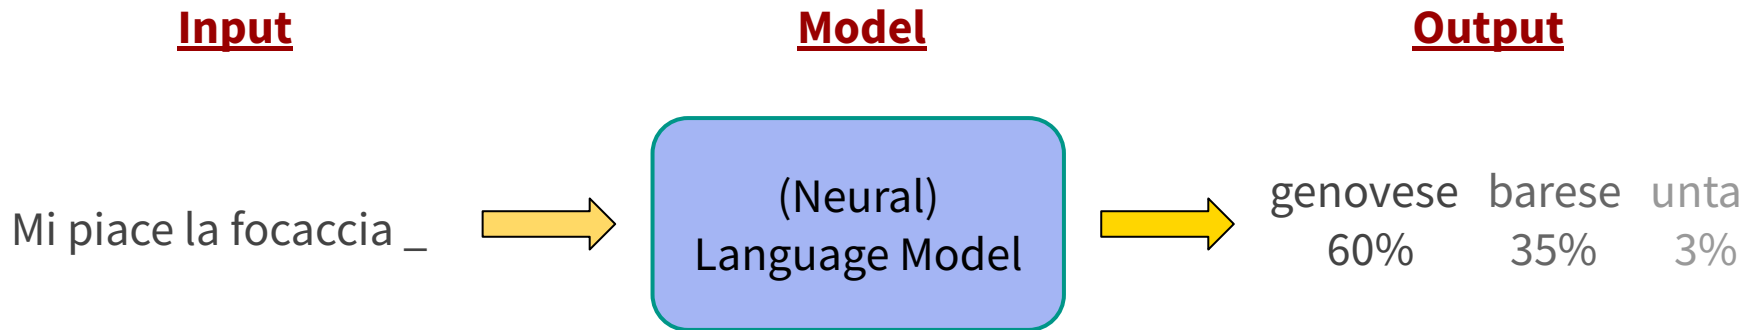 Input
Model
Output
Mi piace la focaccia _
(Neural)
Language Model
genovese barese unta
60% 35% 3%